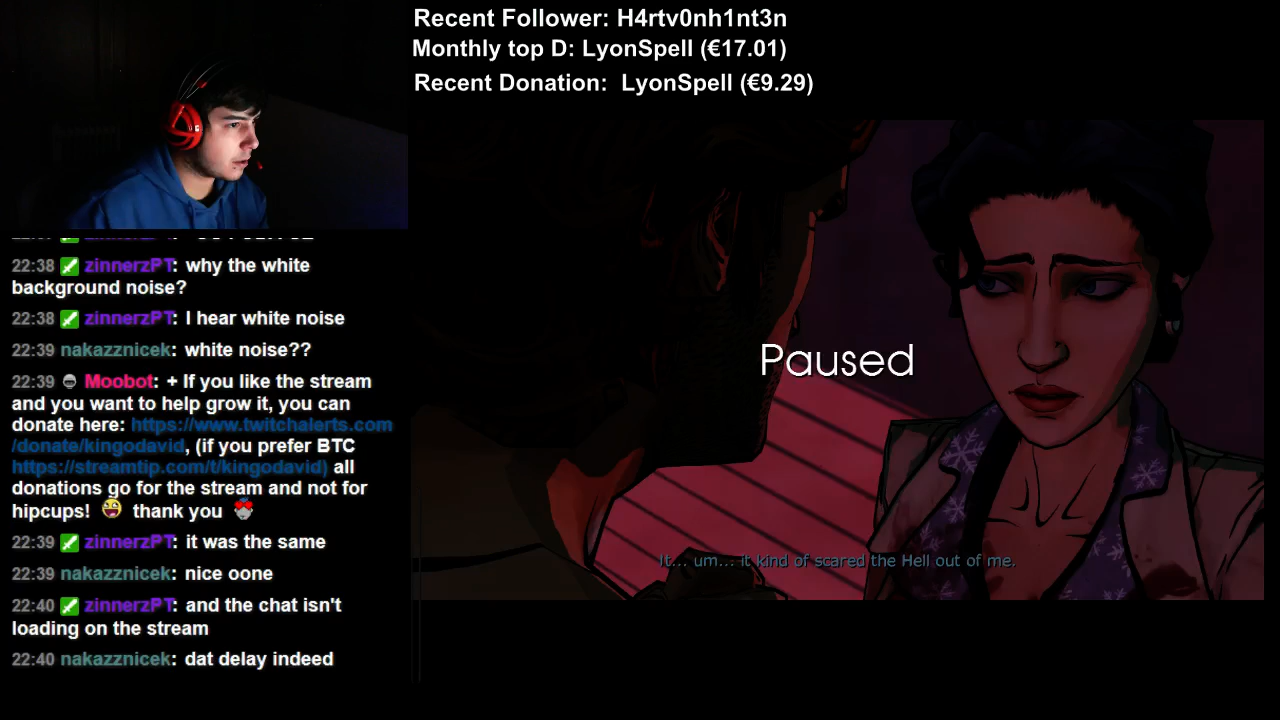 Recent Follower: H4rtv0nh1nt3n
Monthly top D: LyonSpell (€17.01)
Recent Donation: LyonSpell (€9.29)
22:38 zinnerzPT: why the white
background noise?
22:38 zinnerzPT: I hear white noise
22:39 nakazznicek: white noise??
22:39 Moobot: + If you like the stream
and you want to help grow it, you can
donate here: https://www.twitchalerts.com
/donate/kingodavid, (if you prefer BTC
https://streamtip.com/t/kingodavid) all
donations go for the stream and not for
hipcups! thank you
22:39 zinnerzPT: it was the same
22:39 nakazznicek: nice oone
22:40 zinnerzPT: and the chat isn't
loading on the stream
22:40 nakazznicek: dat delay indeed
Paused
It... um... it kind of scared the Hell out of me.